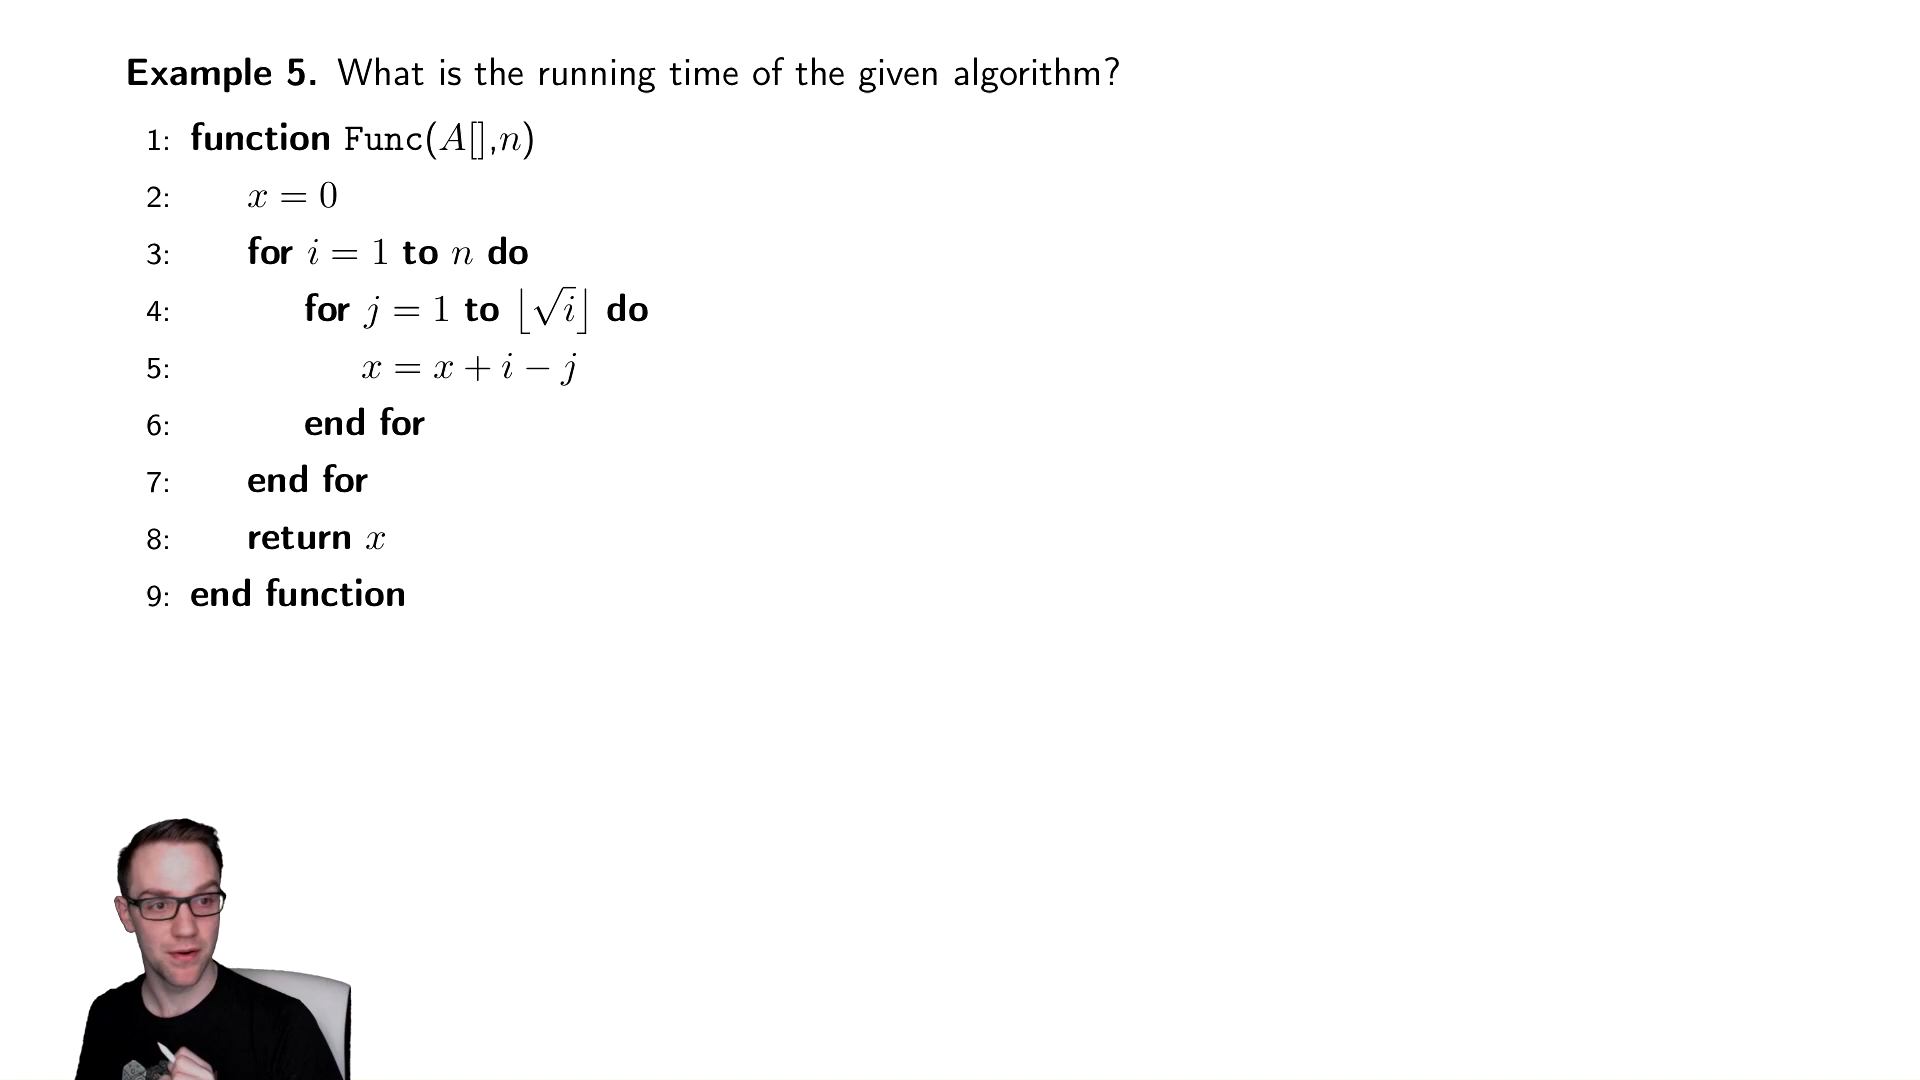 Example 5. What is the running time of the given algorithm?
1: function Func(A[],n)
2: x = 0
3: for i = 1 to n do
4: for j = 1 to ⌊√i⌋ do
5: x = x + i − j
6: end for
7: end for
8: return x
9: end function